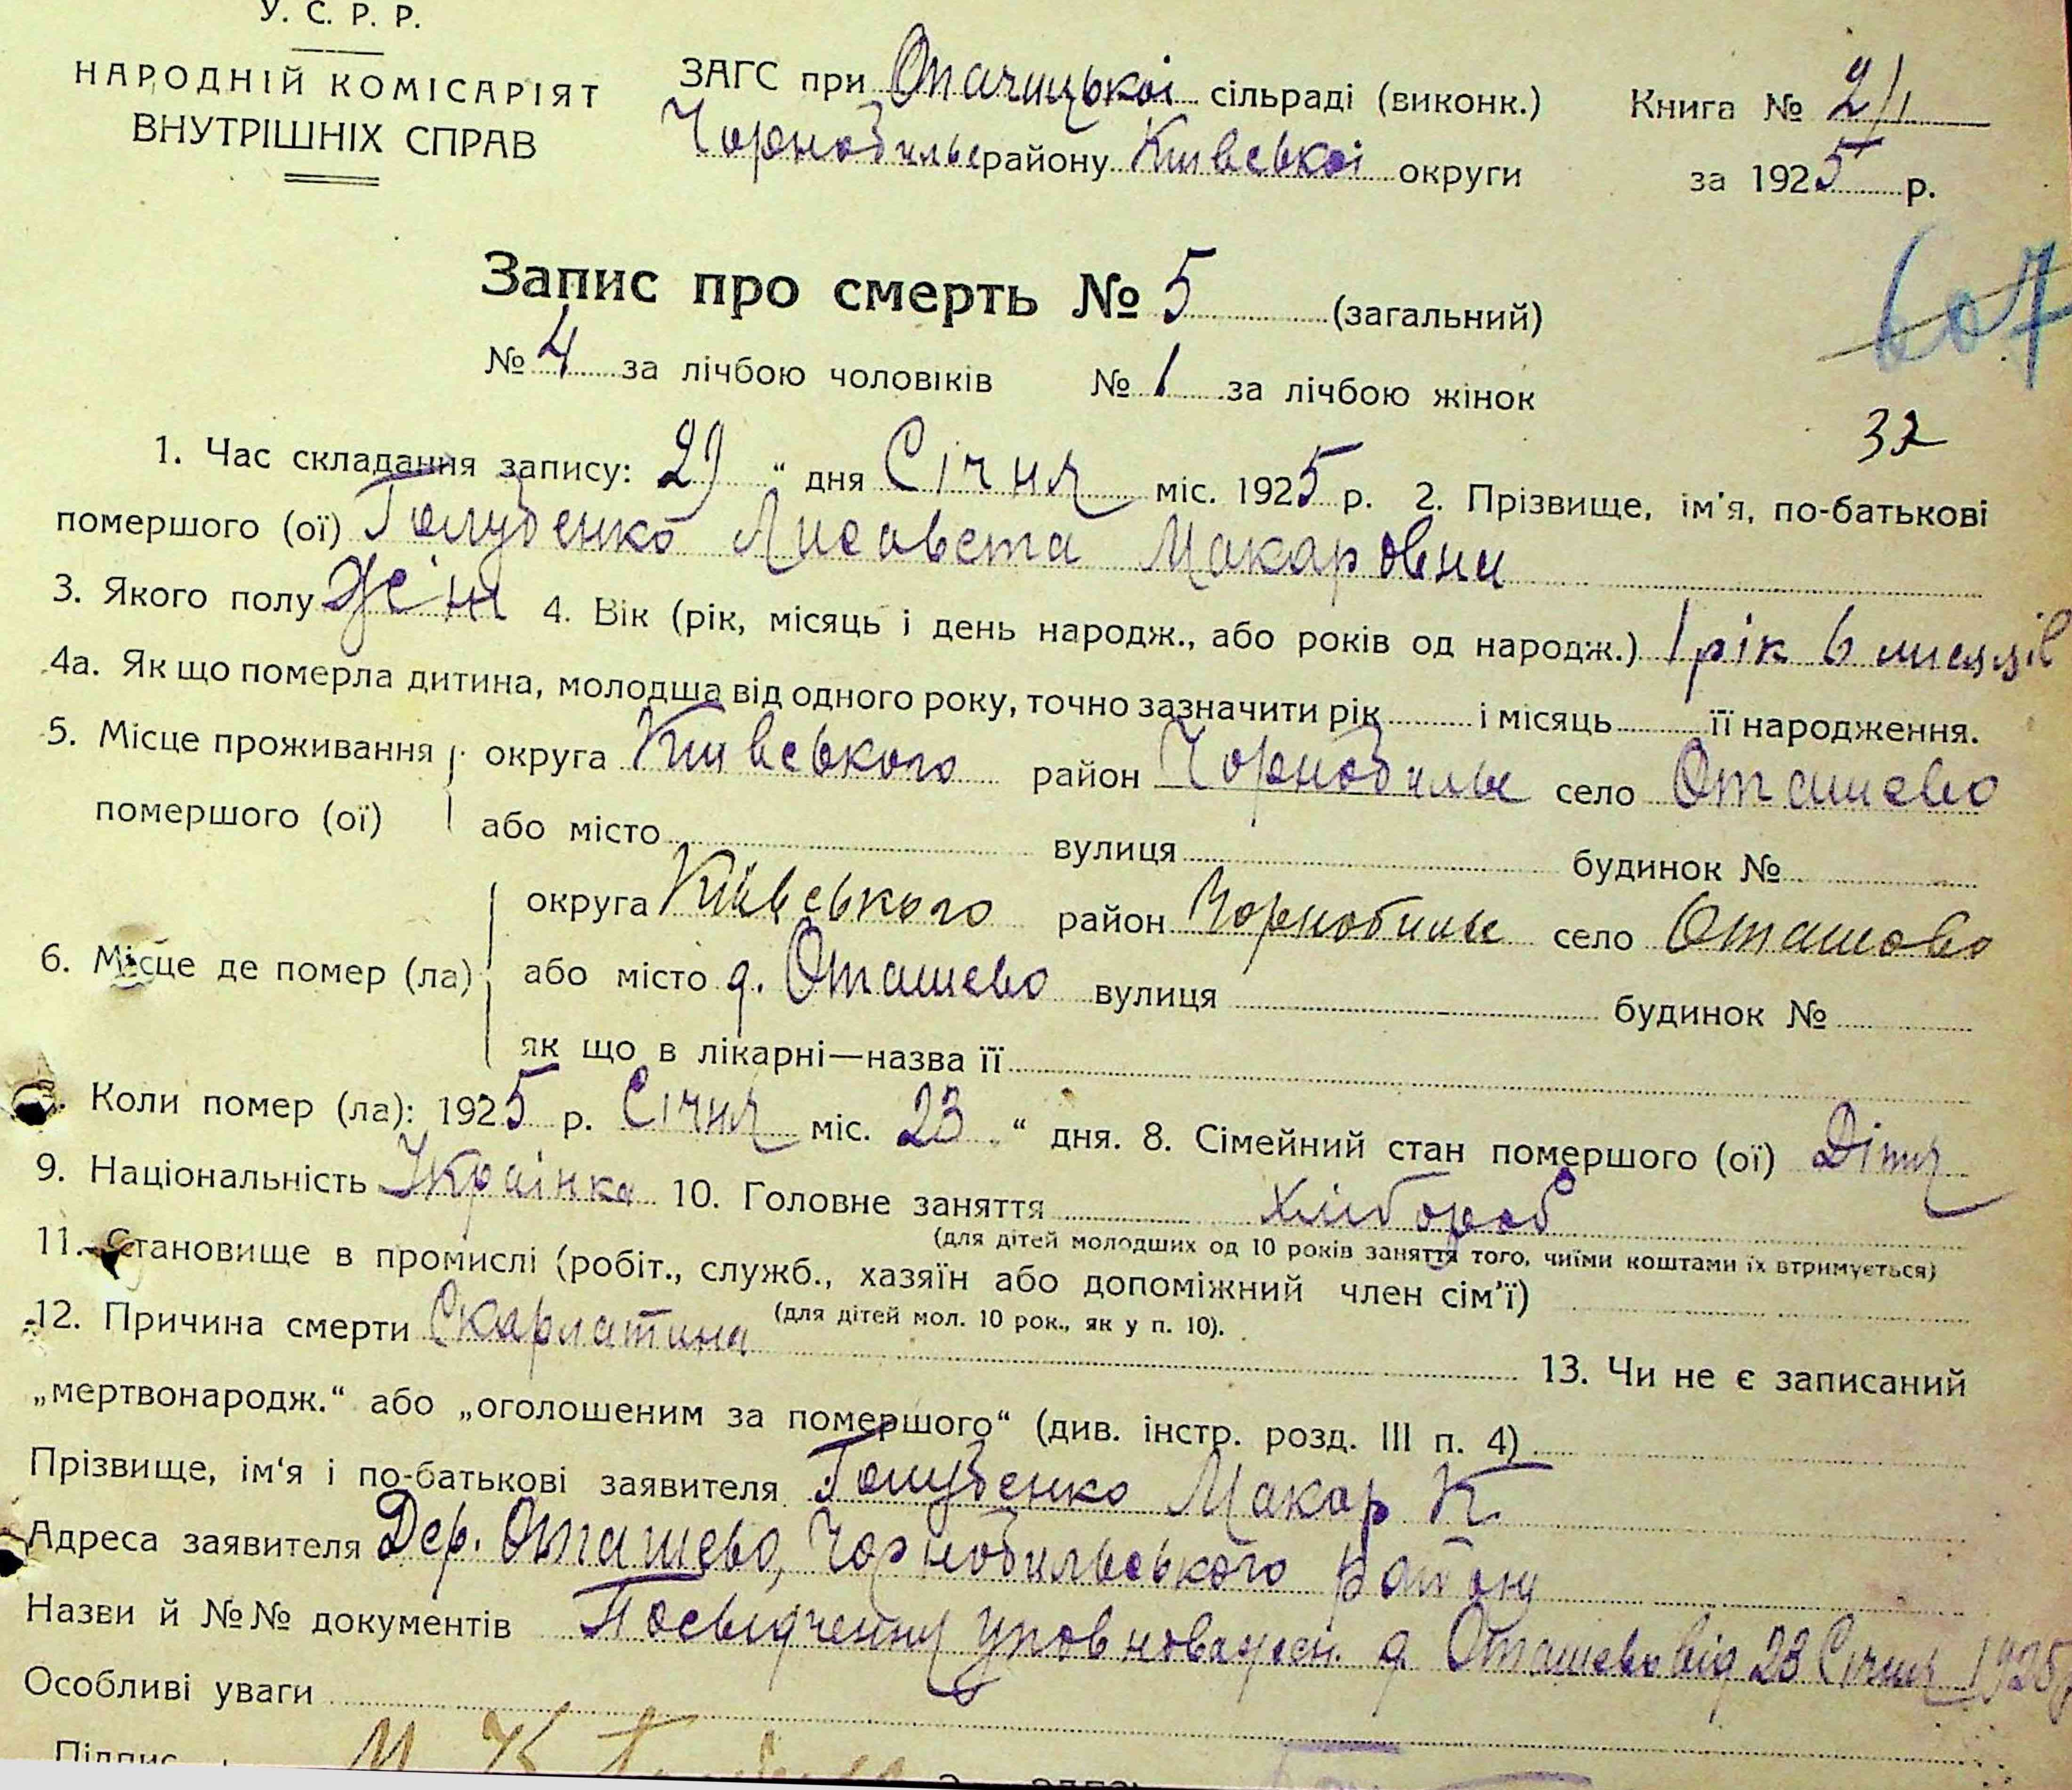 У. С. Р. Р.
НАРОДНІЙ КОМІСАРІЯТ
ВНУТРІШНІХ СПРАВ
ЗАГС при Опачицької сільраді (виконк.)
Чорнобильс району Київської округи
Книга № 2/1
за 1925 р.
Запис про смерть № 5 (загальний)
607
№ 4 за лічбою чоловіків № 1 за лічбою жінок
32
1. Час складання запису: 29 " дня Січня міс. 1925 р. 2. Прізвище, ім'я, по-батькові
помершого (ої) Голубенко Лисавета Макаровни
3. Якого полу жін 4. Вік (рік, місяць і день народж., або років од народж.) 1 рік 6 мисяців
4а. Як що померла дитина, молодша від одного року, точно зазначити рік і місяць її народження.
5. Місце проживання помершого (ої)
округа Київського район Чорнобильс село Оташево
або місто вулиця будинок №
6. Місце де помер (ла)
округа Київського район Чорнобильс село Оташово
або місто д. Оташево вулиця будинок №
як що в лікарні—назва її
Коли помер (ла): 1925 р. Січня міс. 23 " дня. 8. Сімейний стан помершого (ої) Дітя
9. Національність Українка 10. Головне заняття Хлібороб
(для дітей молодших од 10 років заняття того, чиїми коштами їх втримується)
11. Становище в промислі (робіт., служб., хазяїн або допоміжний член сім'ї)
(для дітей мол. 10 рок., як у п. 10).
12. Причина смерти Скарлатина 13. Чи не є записаний
„мертвонародж.“ або „оголошеним за помершого“ (див. інстр. розд. III п. 4)
Прізвище, ім'я і по-батькові заявителя Голубенко Макар К.
Адреса заявителя Дер. Оташево, Чорнобильського району
Назви й №№ документів Посвідчення уповноважен. д. Оташево від 23 Січня 1925р
Особливі уваги
Підпис М К